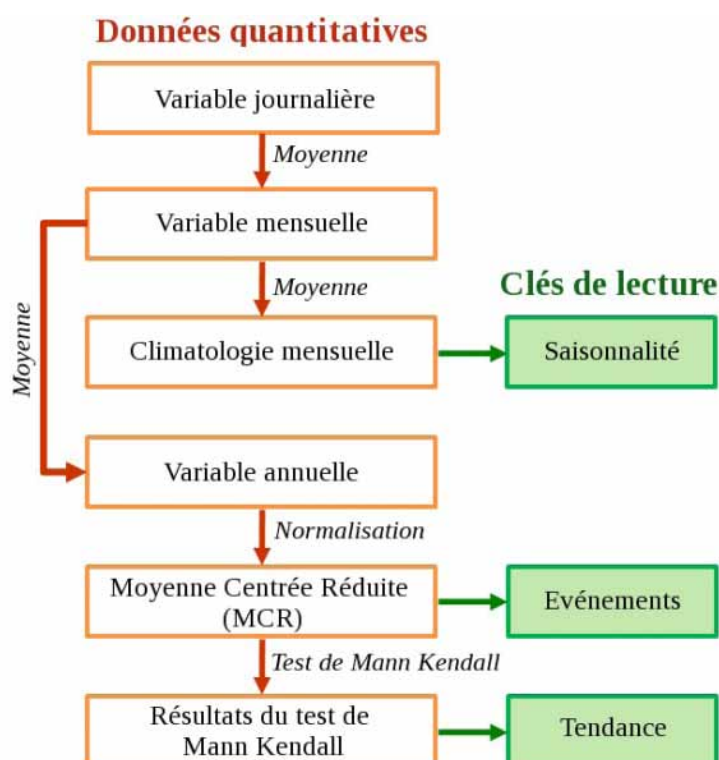 Données quantitatives
Variable journalière
Moyenne
Variable mensuelle
Moyenne
Moyenne
Clés de lecture
Climatologie mensuelle
Saisonnalité
Variable annuelle
Normalisation
Moyenne Centrée Réduite
(MCR)
Evénements
Test de Mann Kendall
Résultats du test de
Mann Kendall
Tendance